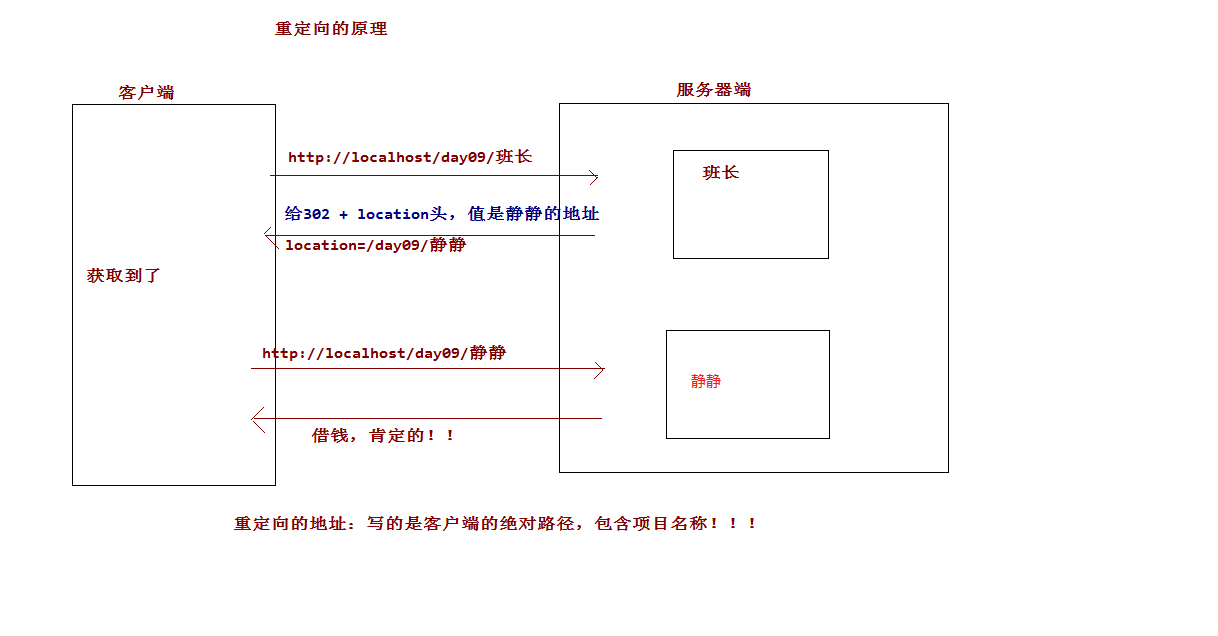 重定向的原理
客户端
服务器端
http://localhost/day09/班长
班长
给302 + location头，值是静静的地址
location=/day09/静静
获取到了
http://localhost/day09/静静
静静
借钱，肯定的！！
重定向的地址：写的是客户端的绝对路径，包含项目名称！！！